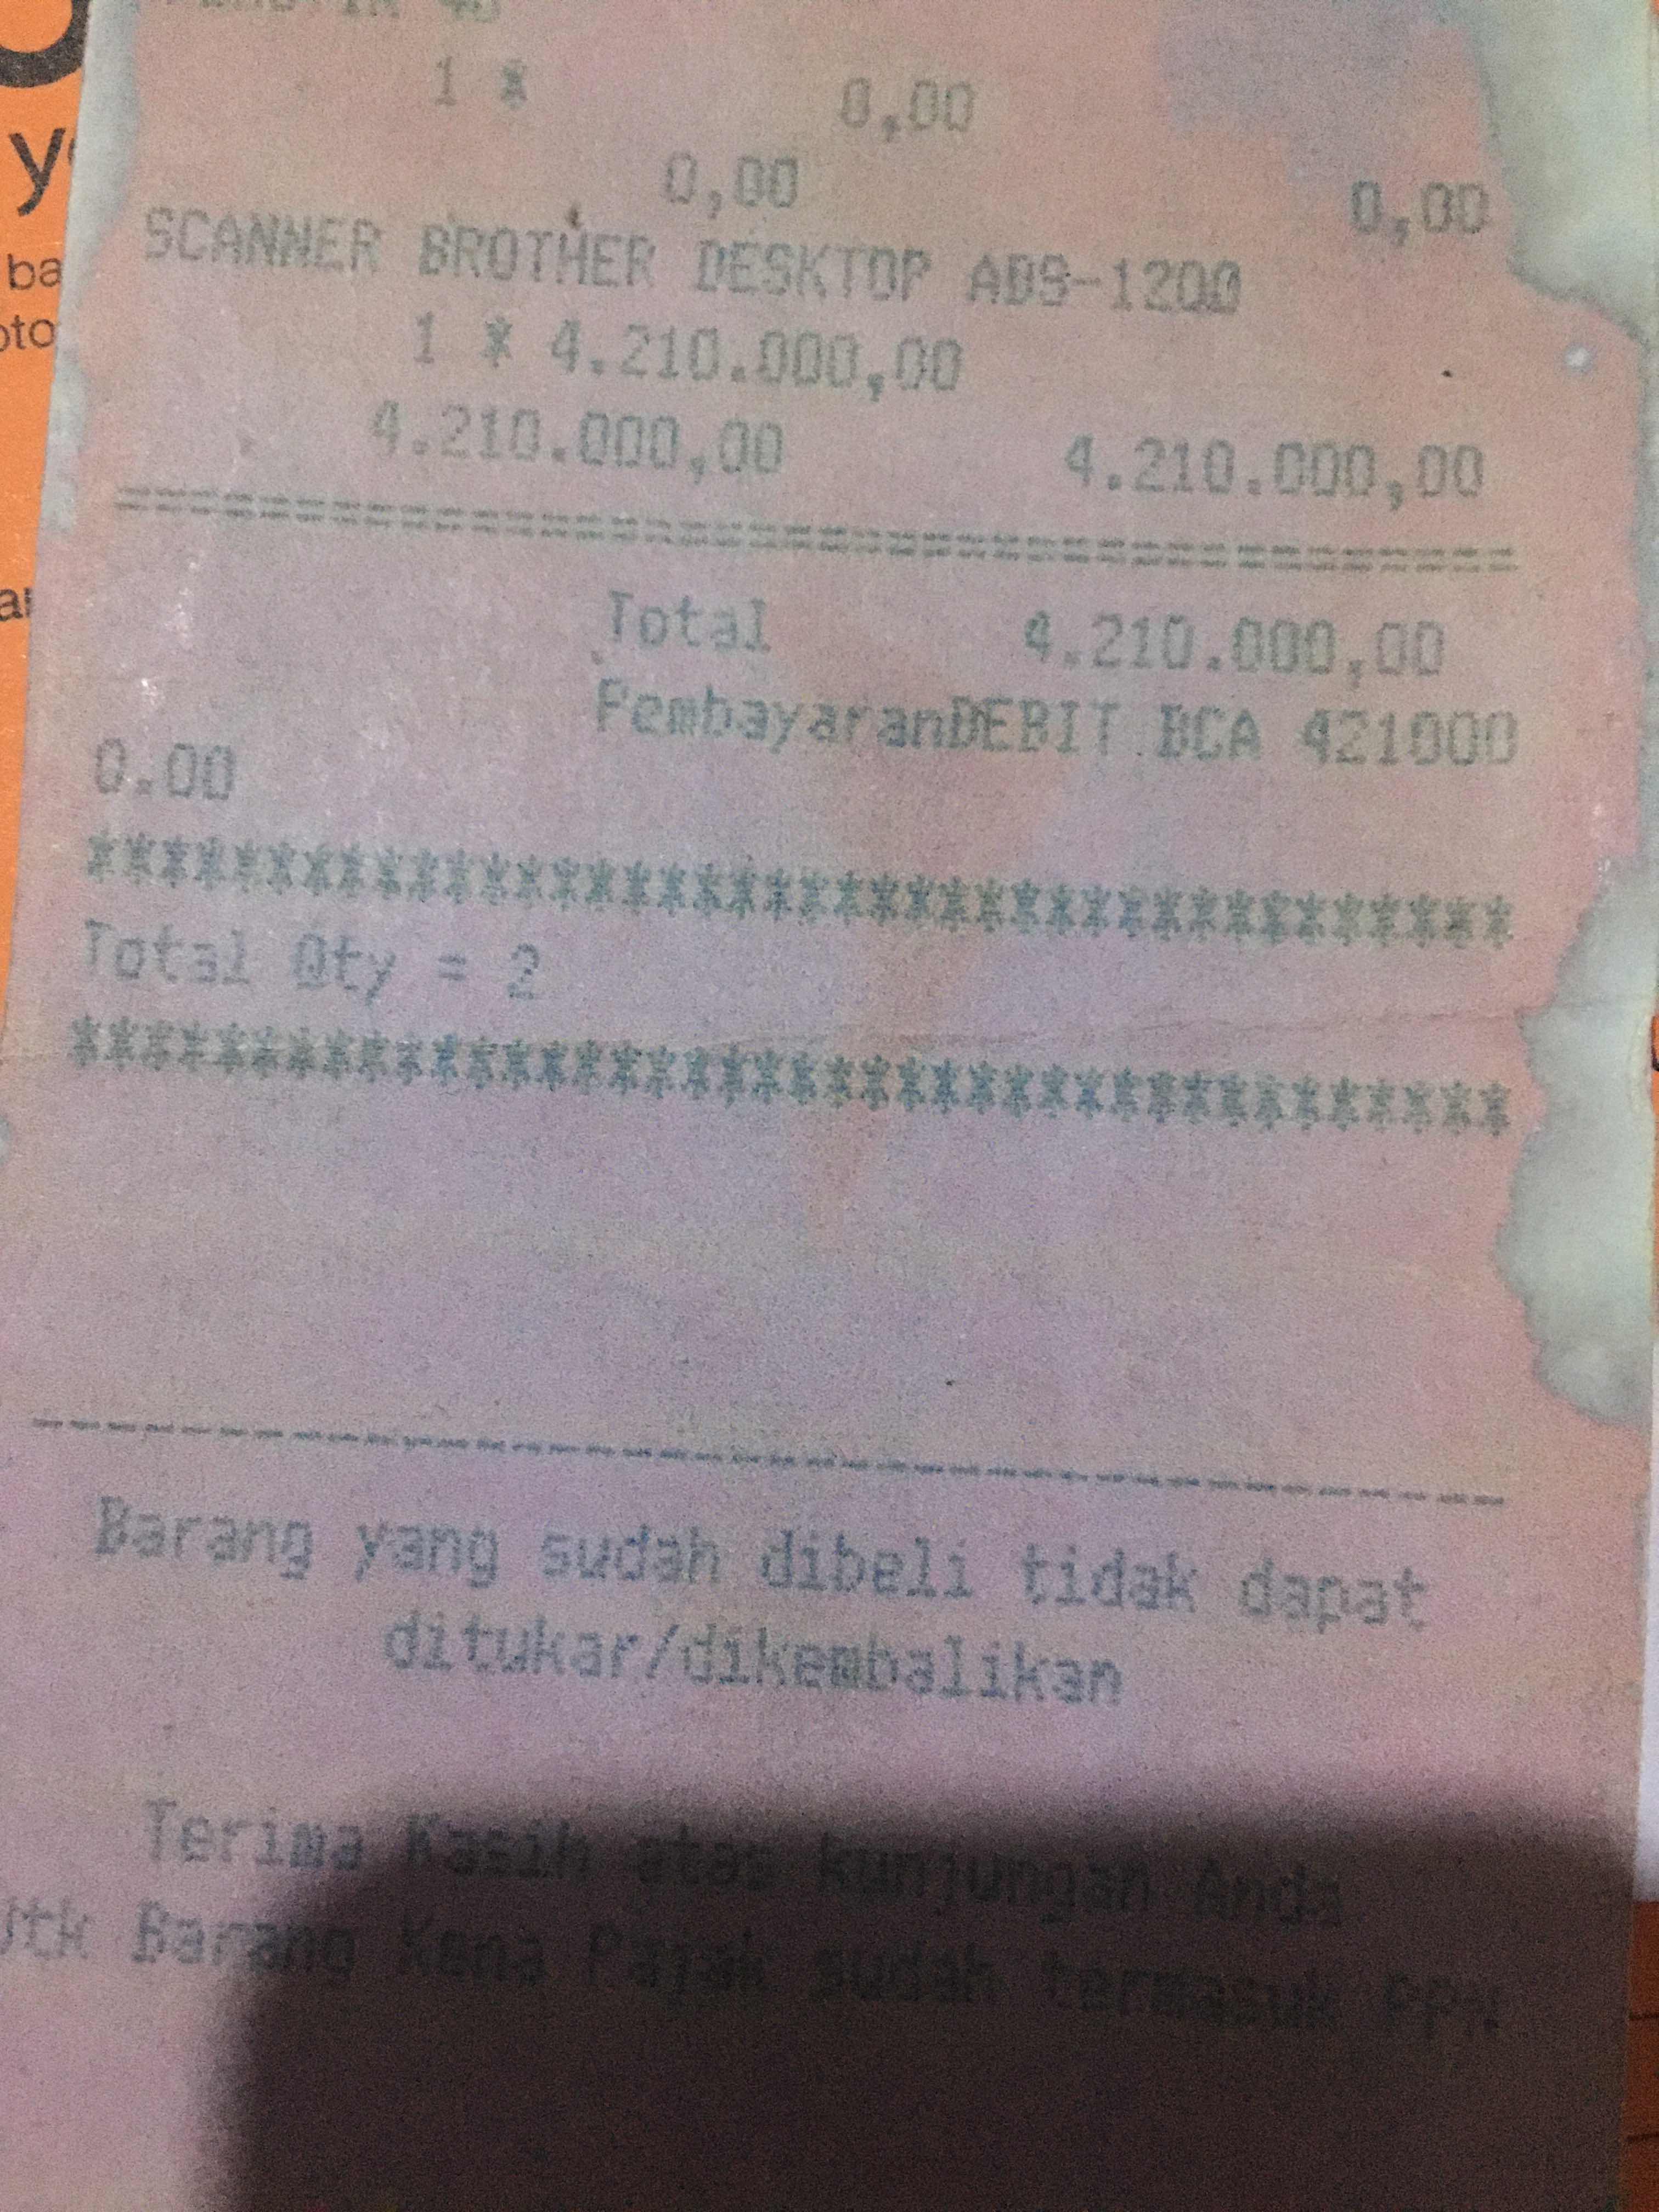 1 * 0,00
0,00 0,00
SCANNER BROTHER DESKTOP ADS-1200
1 * 4.210.000,00
4.210.000,00 4.210.000,00
================================
Total 4.210.000,00
PembayaranDEBIT BCA 421000
0.00
****************************************
Total Qty = 2
****************************************
----------------------------------------
Barang yang sudah dibeli tidak dapat
ditukar/dikembalikan
Terima Kasih atas kunjungan Anda
Utk Barang Kena Pajak sudah termasuk PPN